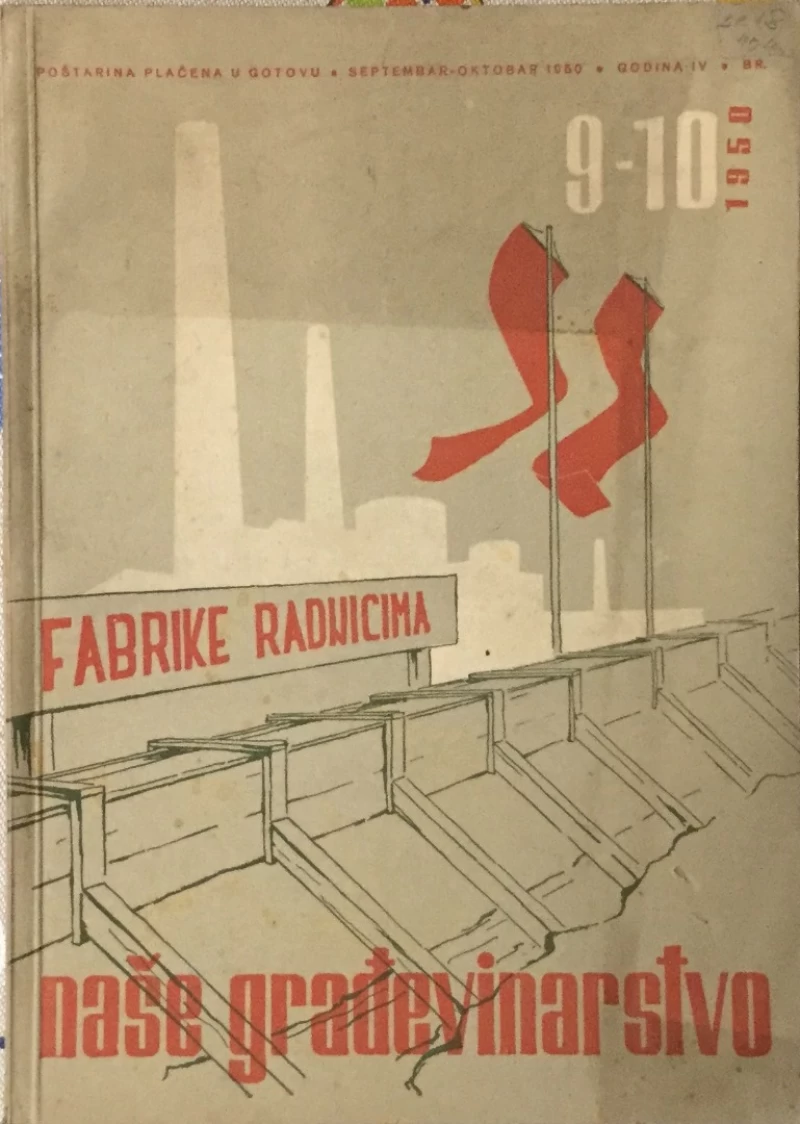 POŠTARINA PLAĆENA U GOTOVU • SEPTEMBAR-OKTOBAR 1950 • GODINA IV • BR.
9-10
1950
FABRIKE RADNICIMA
naše građevinarstvo